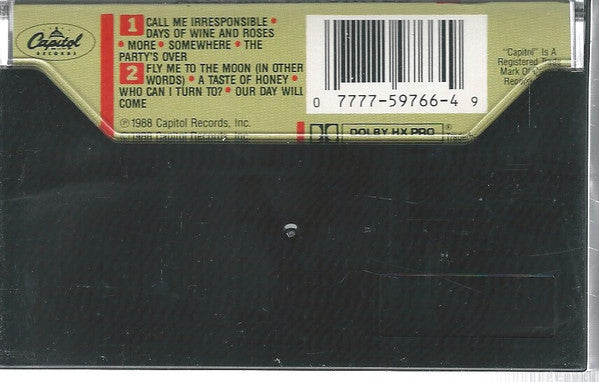 Capitol
RECORDS
1 CALL ME IRRESPONSIBLE •
DAYS OF WINE AND ROSES
• MORE • SOMEWHERE • THE
PARTY'S OVER
2 FLY ME TO THE MOON (IN OTHER
WORDS) • A TASTE OF HONEY •
WHO CAN I TURN TO? • OUR DAY WILL
COME
℗ 1988 Capitol Records, Inc.
1988 Capitol Records, Inc.
0 7777-59766-4 9
DOLBY HX PRO ®
"Capitol" Is A
Registered
Mark Of